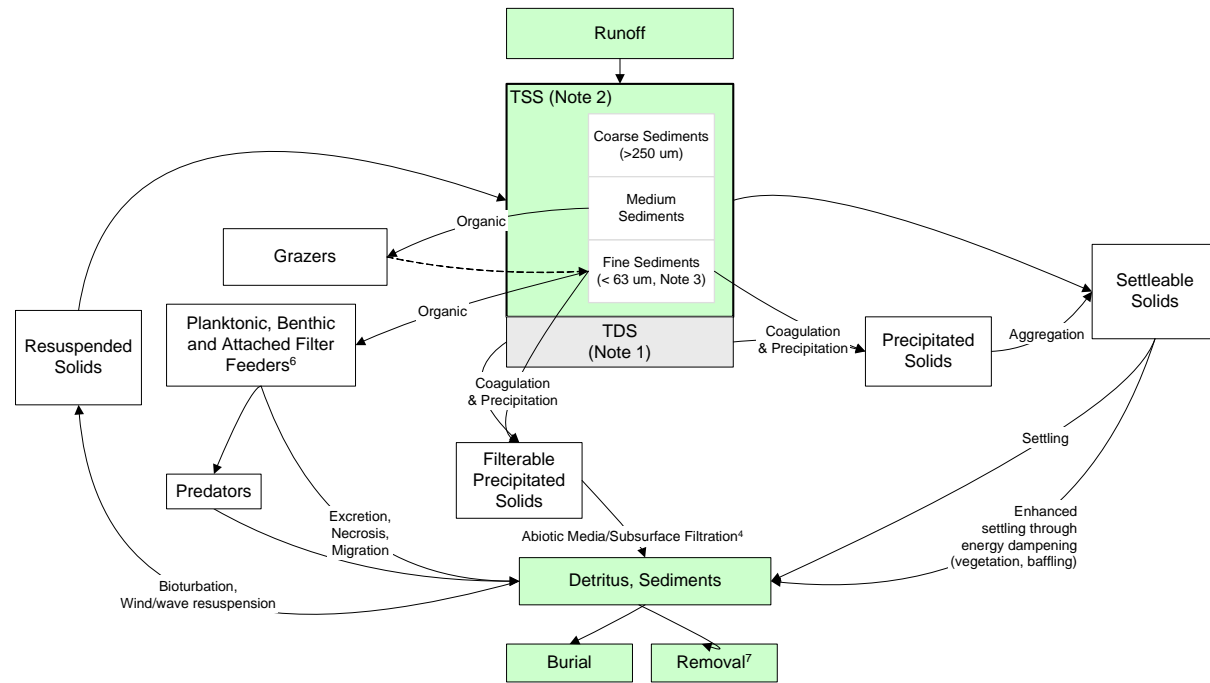 Runoff
TSS (Note 2)
Coarse Sediments
(>250 um)
Medium
Sediments
Organic
Grazers
Fine Sediments
(< 63 um, Note 3)
Settleable
Solids
Planktonic, Benthic
and Attached Filter
Feeders⁶
Organic
TDS
(Note 1)
Coagulation
& Precipitation
Precipitated
Solids
Aggregation
Resuspended
Solids
Coagulation
& Precipitation
Settling
Filterable
Precipitated
Solids
Predators
Excretion,
Necrosis,
Migration
Enhanced
settling through
energy dampening
(vegetation, baffling)
Abiotic Media/Subsurface Filtration⁴
Detritus, Sediments
Bioturbation,
Wind/wave resuspension
Burial
Removal⁷